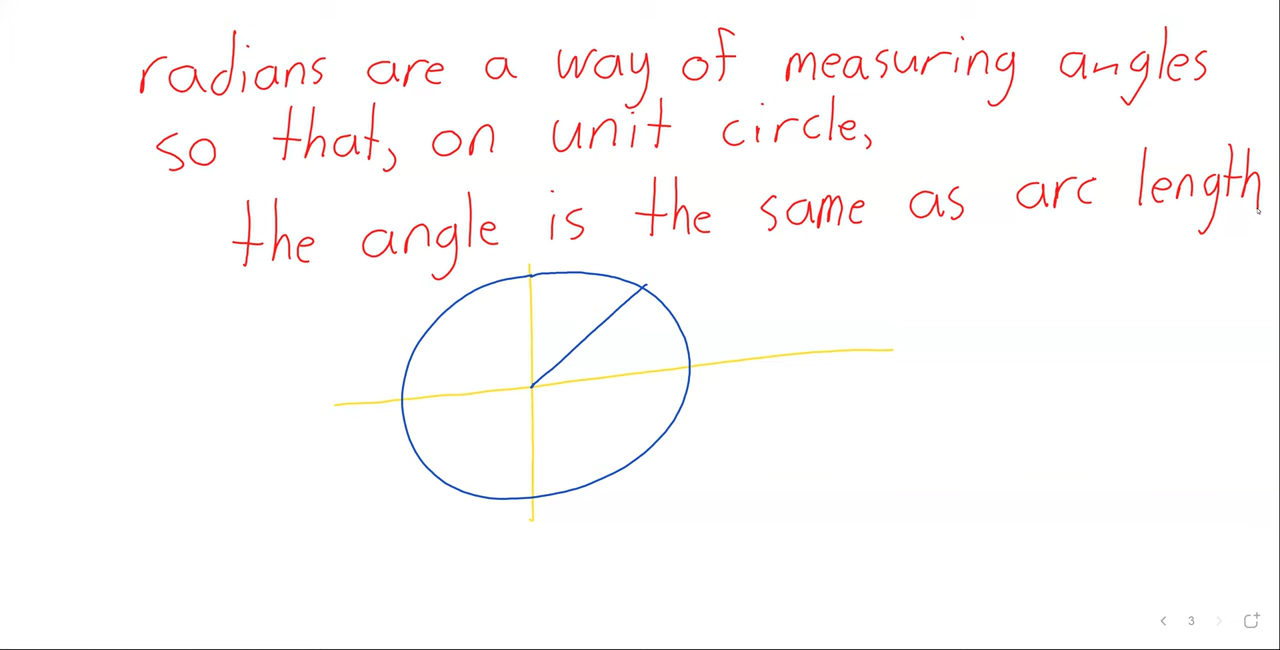 radians are a way of measuring angles
so that, on unit circle,
the angle is the same as arc length
3